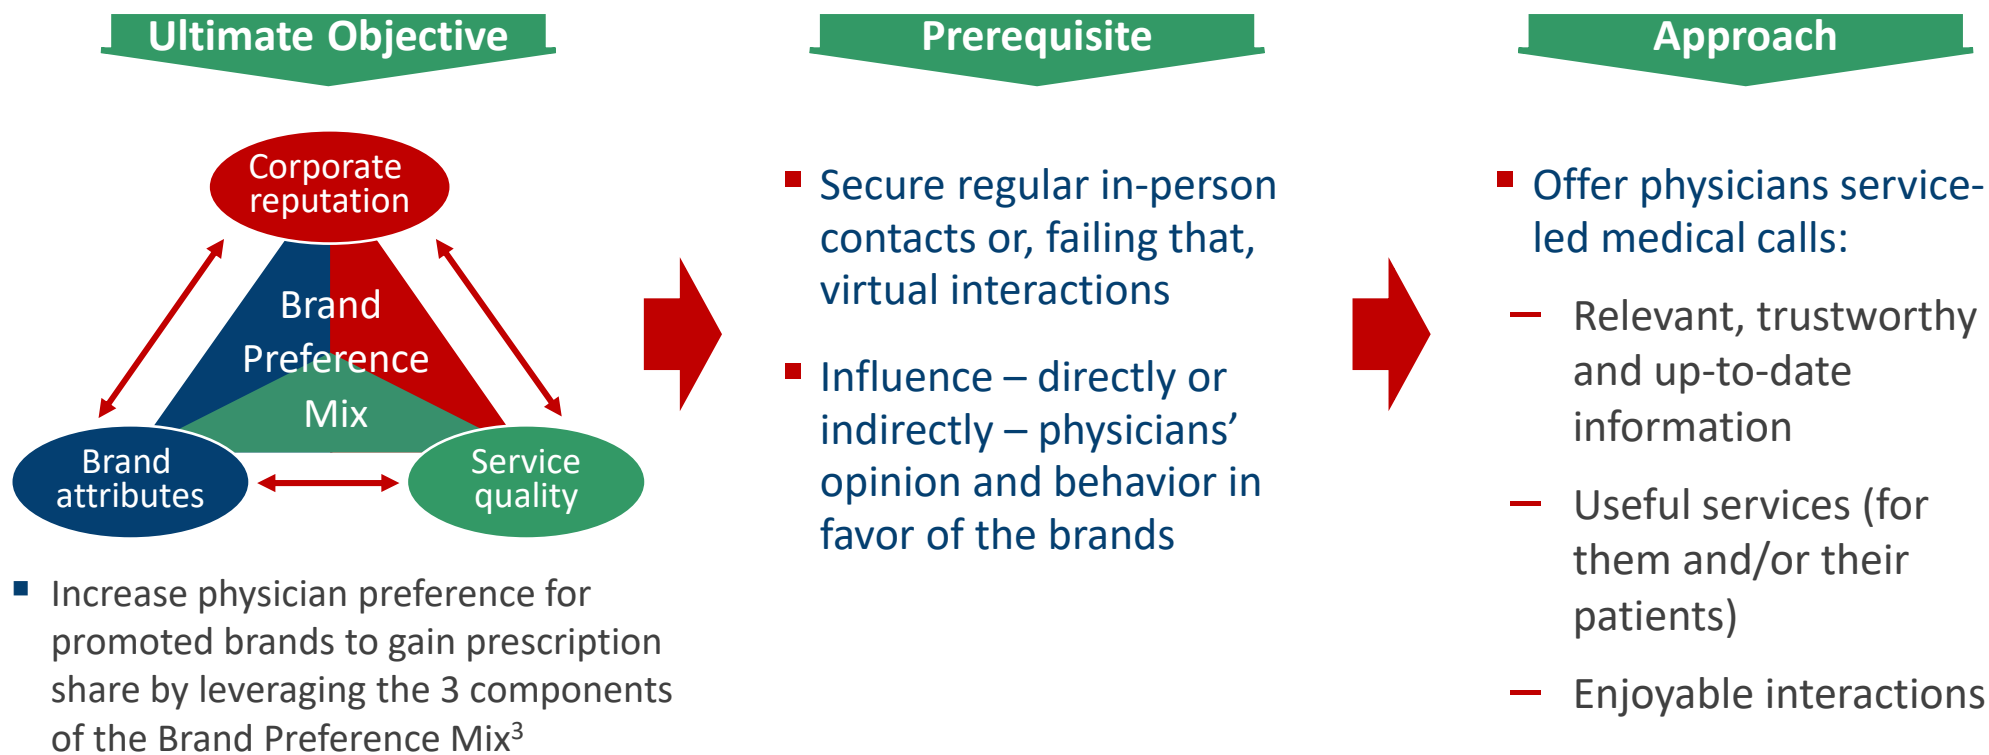 Ultimate Objective
Corporate
reputation
Brand
Preference
Mix
Brand
attributes
Service
quality
■ Increase physician preference for
promoted brands to gain prescription
share by leveraging the 3 components
of the Brand Preference Mix³
Prerequisite
■ Secure regular in-person
contacts or, failing that,
virtual interactions
■ Influence – directly or
indirectly – physicians’
opinion and behavior in
favor of the brands
Approach
■ Offer physicians service-
led medical calls:
– Relevant, trustworthy
and up-to-date
information
– Useful services (for
them and/or their
patients)
– Enjoyable interactions